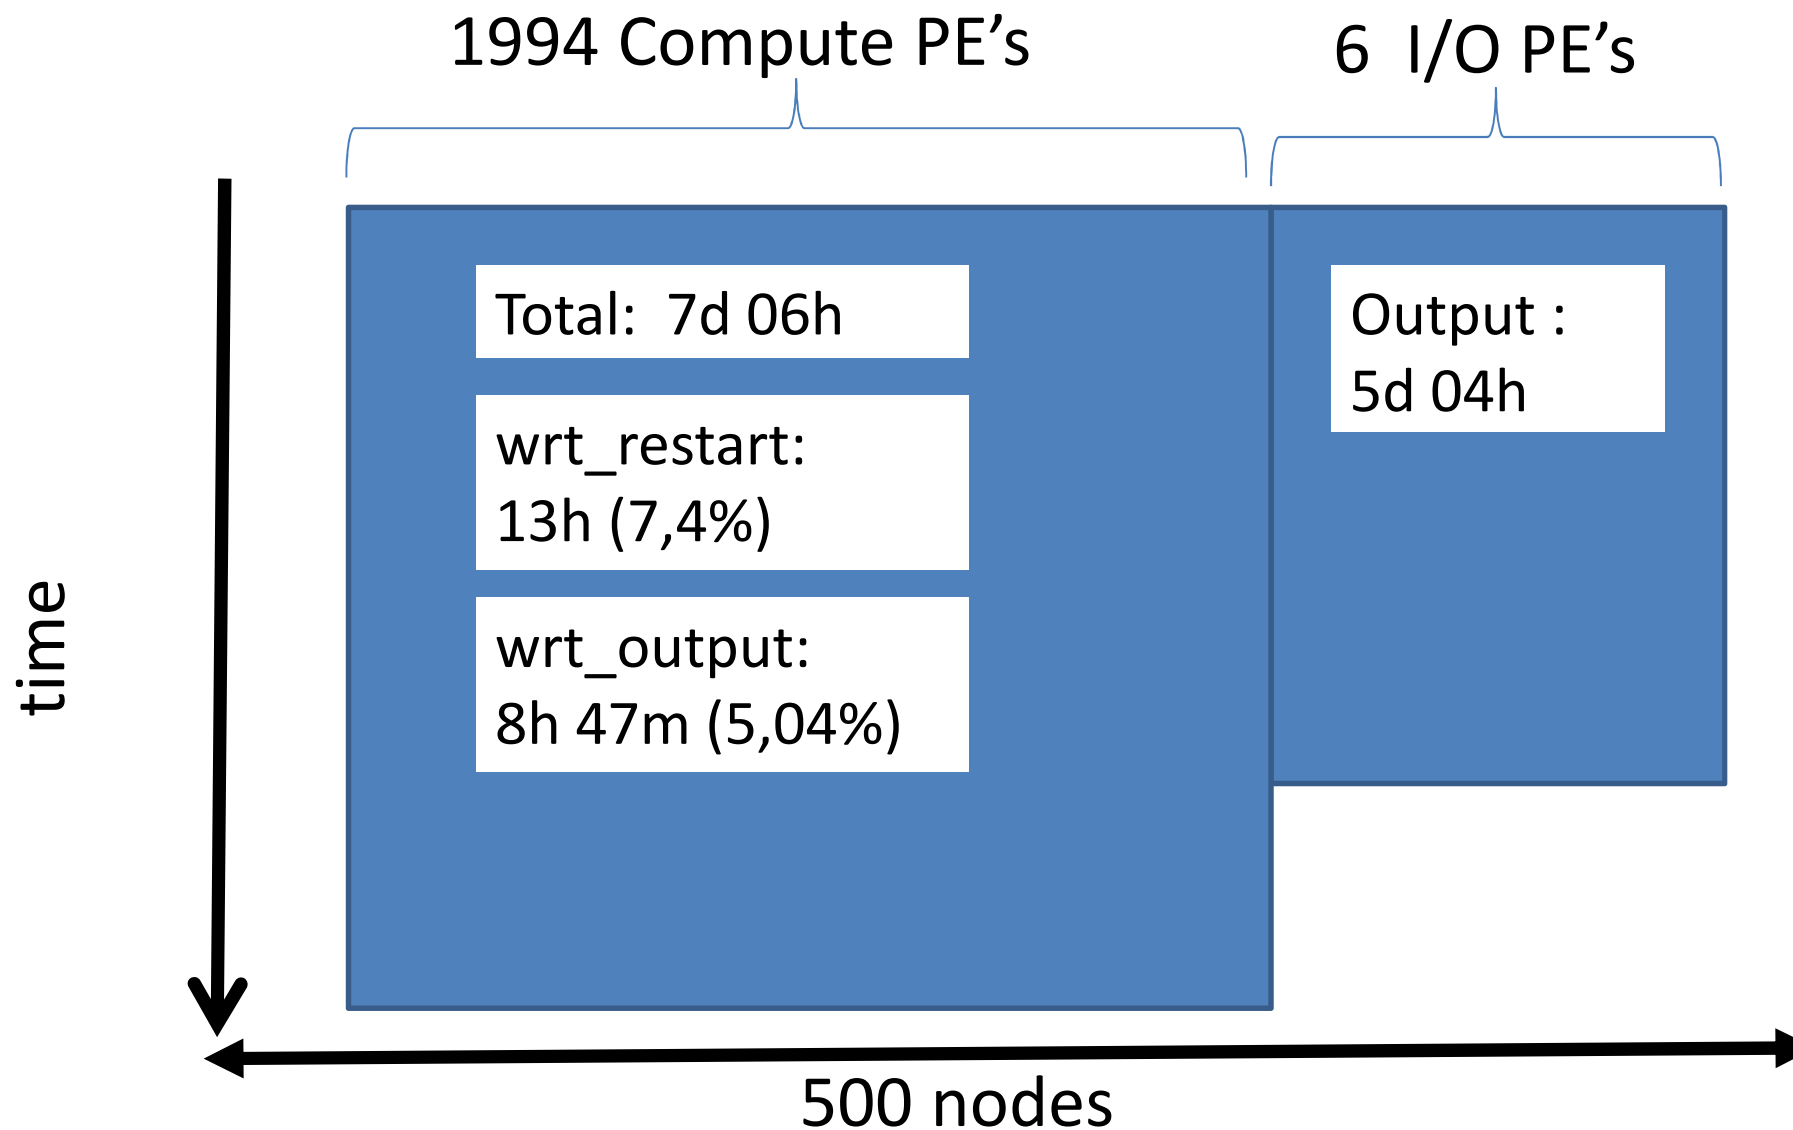 1994 Compute PE’s
6 I/O PE’s
Total: 7d 06h
Output :
5d 04h
wrt_restart:
13h (7,4%)
wrt_output:
8h 47m (5,04%)
time
500 nodes